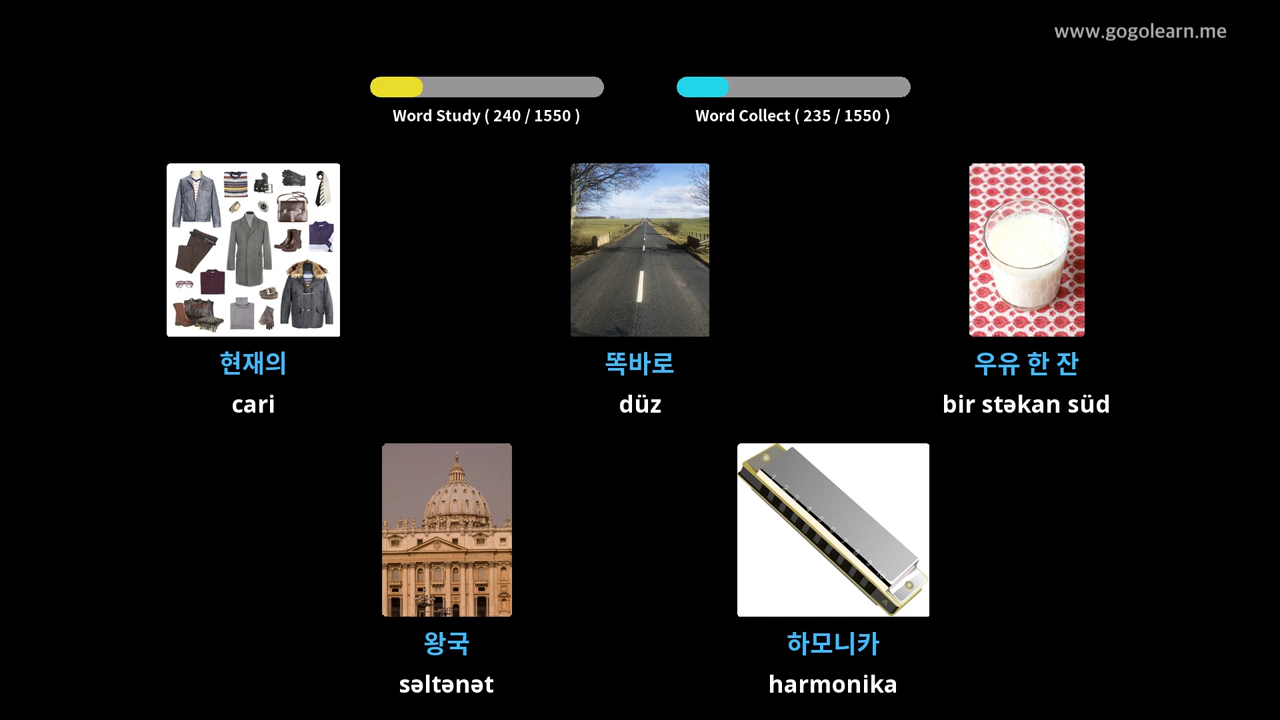 www.gogolearn.me
Word Study ( 240 / 1550 )
Word Collect ( 235 / 1550 )
현재의
똑바로
우유 한 잔
cari
düz
bir stəkan süd
왕국
하모니카
səltənət
harmonika